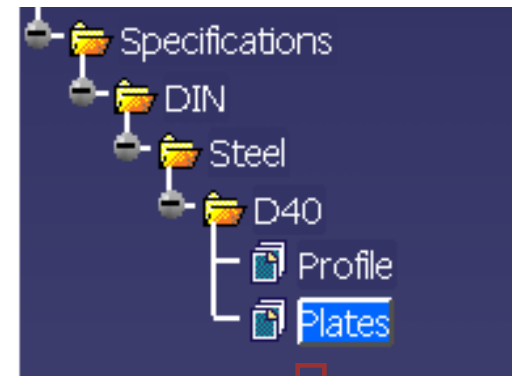 Specifications
DIN
Steel
D40
Profile
Plates